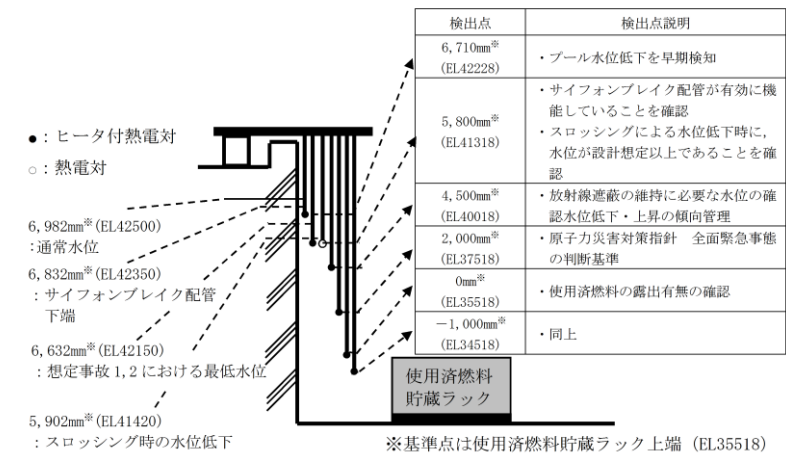 検出点 検出点説明
6,710mm※
(EL42228)
・プール水位低下を早期検知
5,800mm※
(EL41318)
・サイフォンブレイク配管が有効に機
能していることを確認
・スロッシングによる水位低下時に,
水位が設計想定以上であることを確
認
4,500mm※
(EL40018)
・放射線遮蔽の維持に必要な水位の確
認水位低下・上昇の傾向管理
2,000mm※
(EL37518)
・原子力災害対策指針 全面緊急事態
の判断基準
0mm※
(EL35518)
・使用済燃料の露出有無の確認
-1,000mm※
(EL34518)
・同上
●:ヒータ付熱電対
○:熱電対
6,982mm※(EL42500)
:通常水位
6,832mm※(EL42350)
:サイフォンブレイク配管
下端
6,632mm※(EL42150)
:想定事故1,2における最低水位
5,902mm※(EL41420)
:スロッシング時の水位低下
使用済燃料
貯蔵ラック
※基準点は使用済燃料貯蔵ラック上端(EL35518)